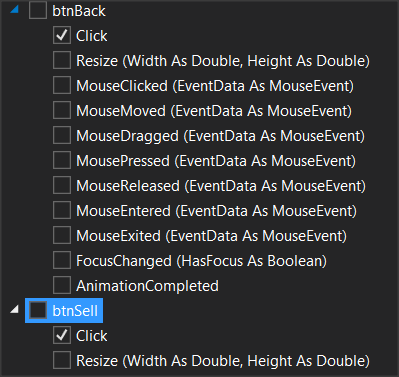 btnBack
Click
Resize (Width As Double, Height As Double)
MouseClicked (EventData As MouseEvent)
MouseMoved (EventData As MouseEvent)
MouseDragged (EventData As MouseEvent)
MousePressed (EventData As MouseEvent)
MouseReleased (EventData As MouseEvent)
MouseEntered (EventData As MouseEvent)
MouseExited (EventData As MouseEvent)
FocusChanged (HasFocus As Boolean)
AnimationCompleted
btnSell
Click
Resize (Width As Double, Height As Double)